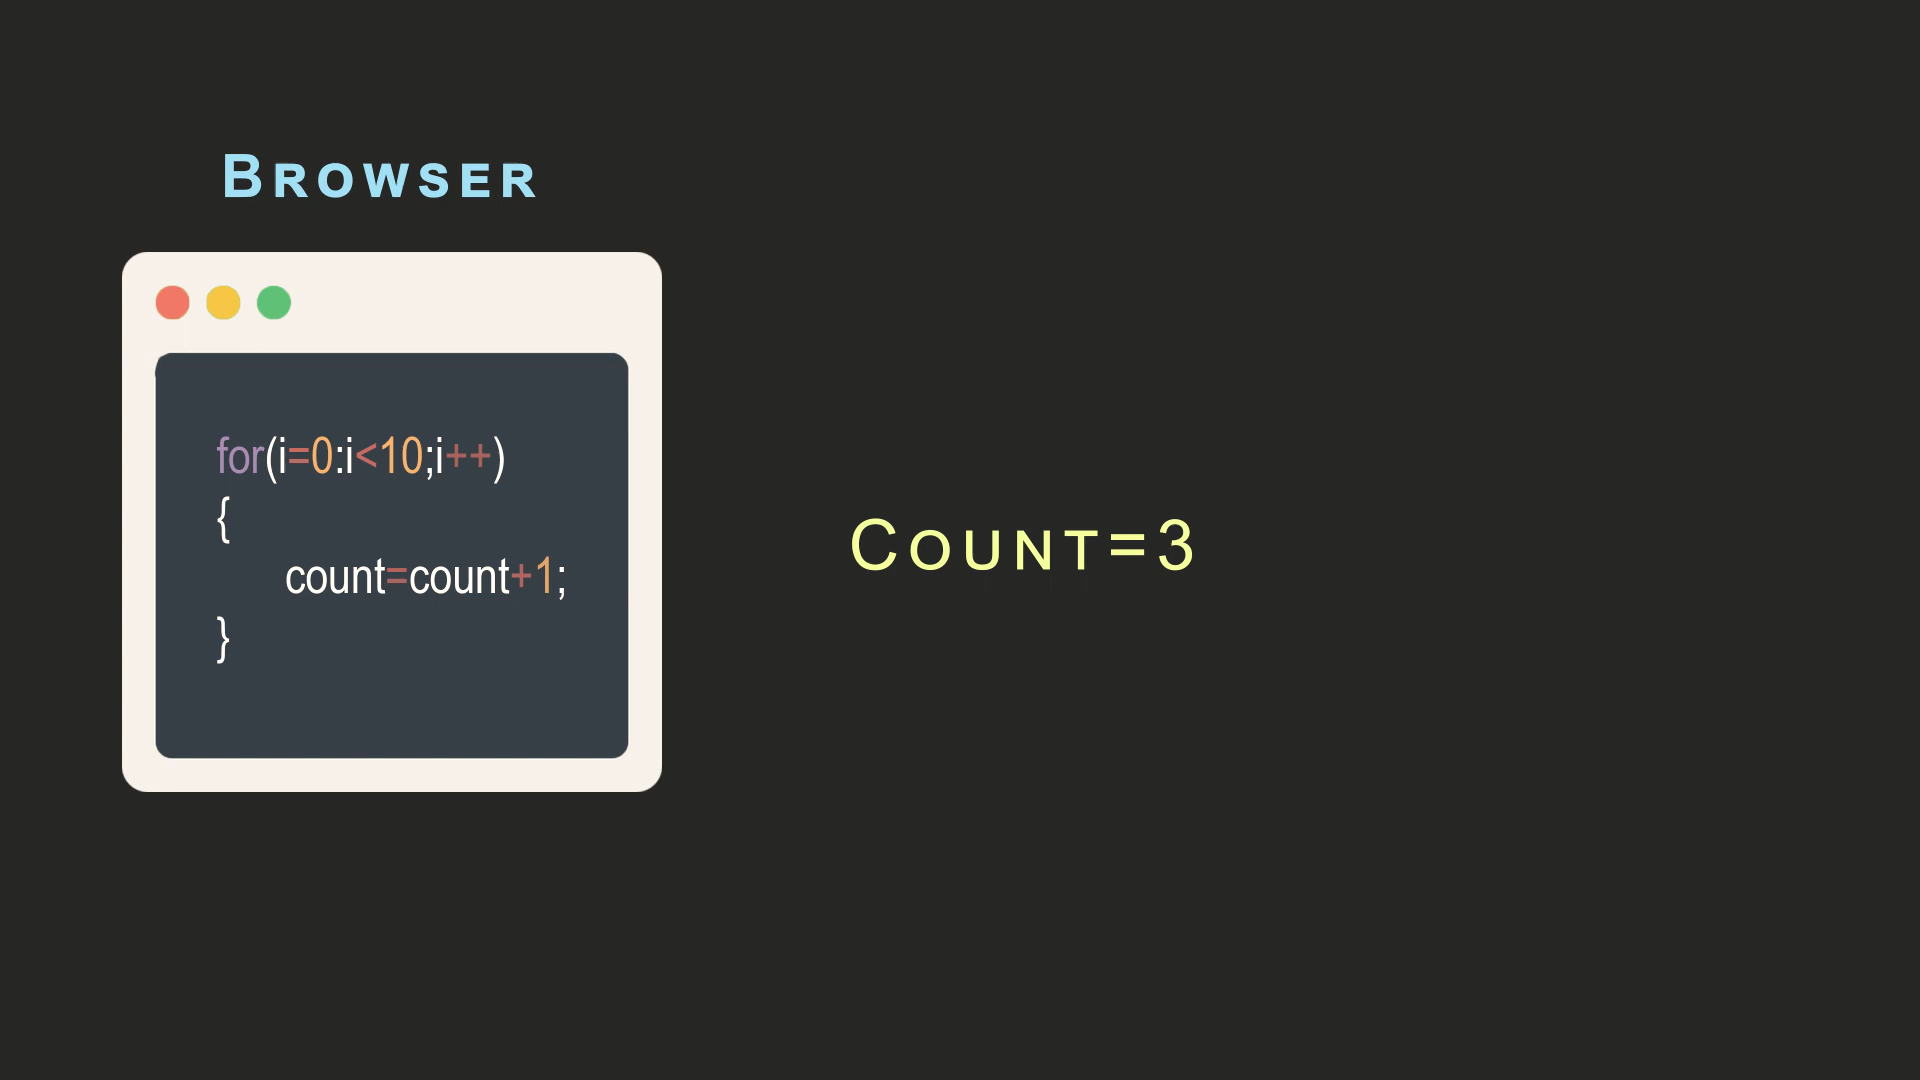 Browser
for(i=0:i<10;i++)
{
count=count+1;
}
Count=3